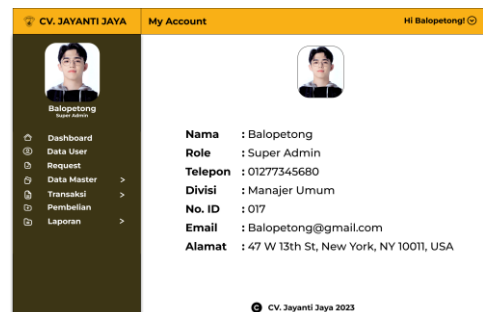 CV. JAYANTI JAYA
My Account
Hi Balopetong!
Balopetong
Super Admin
Dashboard
Data User
Request
Data Master >
Transaksi >
Pembelian
Laporan >
Nama : Balopetong
Role : Super Admin
Telepon : 01277345680
Divisi : Manajer Umum
No. ID : 017
Email : Balopetong@gmail.com
Alamat : 47 W 13th St, New York, NY 10011, USA
© CV. Jayanti Jaya 2023